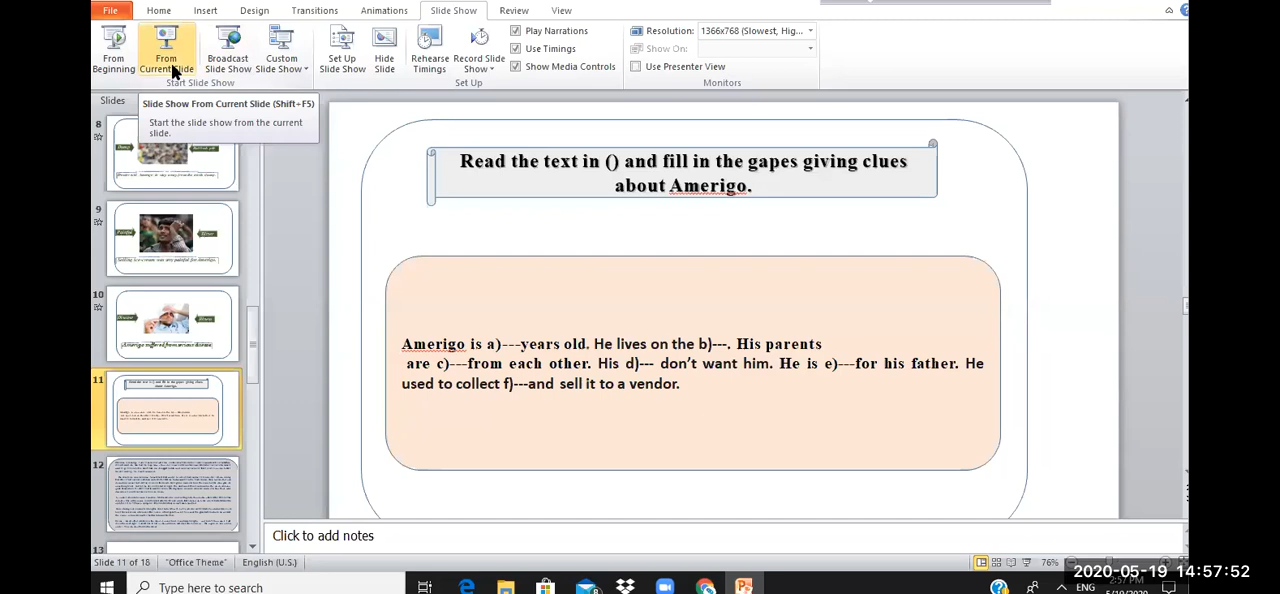 File Home Insert Design Transitions Animations Slide Show Review View
From Beginning
From Current Slide
Broadcast Slide Show
Custom Slide Show
Set Up Slide Show
Hide Slide
Rehearse Timings
Record Slide Show
Play Narrations
Use Timings
Show Media Controls
Resolution: 1366x768 (Slowest, Hig...
Show On:
Use Presenter View
Start Slide Show
Set Up
Monitors
Slides
Slide Show From Current Slide (Shift+F5)
Start the slide show from the current
slide.
8
9
10
11
12
13
Read the text in () and fill in the gapes giving clues
about Amerigo.
Amerigo is a)---years old. He lives on the b)---. His parents
are c)---from each other. His d)--- don't want him. He is e)---for his father. He
used to collect f)---and sell it to a vendor.
Click to add notes
Slide 11 of 18 "Office Theme" English (U.S.) 76%
2020-05-19 14:57:52
Type here to search
ENG
2:57 PM
5/19/2020